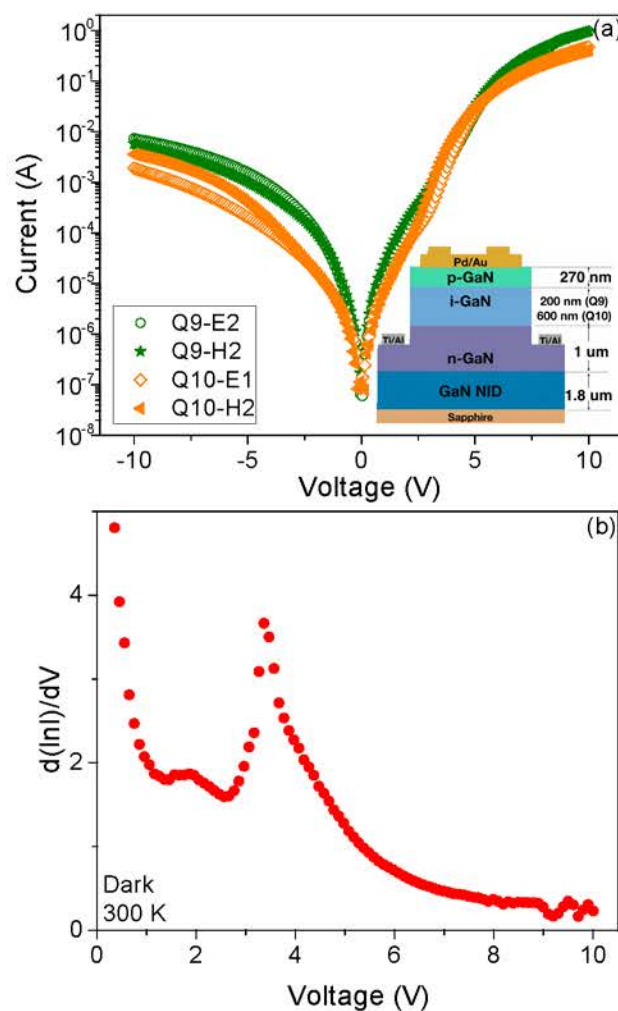 (a)
10⁰
10⁻¹
10⁻²
10⁻³
10⁻⁴
10⁻⁵
10⁻⁶
10⁻⁷
10⁻⁸
Current (A)
Q9-E2
Q9-H2
Q10-E1
Q10-H2
Pd/Au
p-GaN
270 nm
i-GaN
200 nm (Q9)
600 nm (Q10)
Ti/Al
Ti/Al
n-GaN
1 um
GaN NID
1.8 um
Sapphire
-10 -5 0 5 10
Voltage (V)
(b)
4
2
0
d(lnI)/dV
Dark
300 K
0 2 4 6 8 10
Voltage (V)